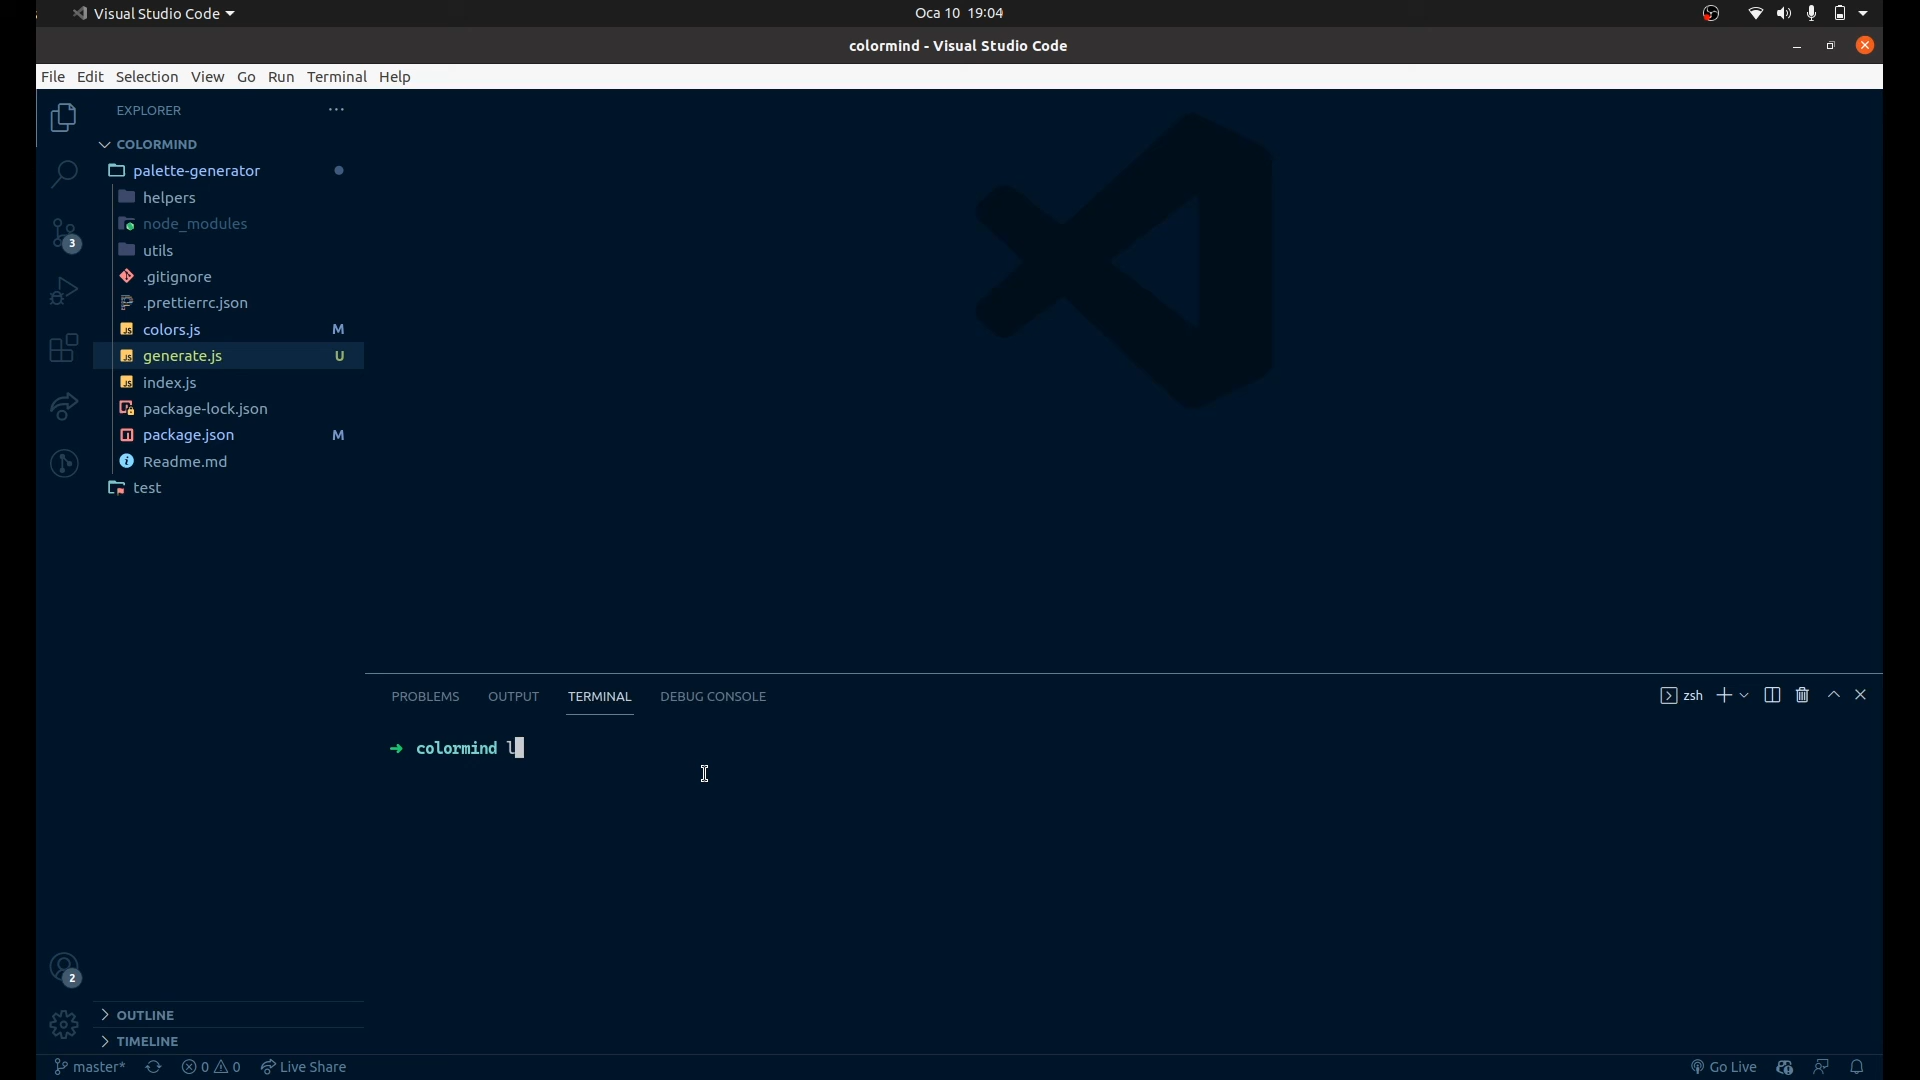 Visual Studio Code
Oca 10 19:04
colormind - Visual Studio Code
File Edit Selection View Go Run Terminal Help
EXPLORER
COLORMIND
palette-generator
helpers
node_modules
utils
.gitignore
.prettierrc.json
colors.js M
generate.js U
index.js
package-lock.json
package.json M
Readme.md
test
3
2
PROBLEMS OUTPUT TERMINAL DEBUG CONSOLE
zsh
➜ colormind l
OUTLINE
TIMELINE
master* 0 0 Live Share
Go Live